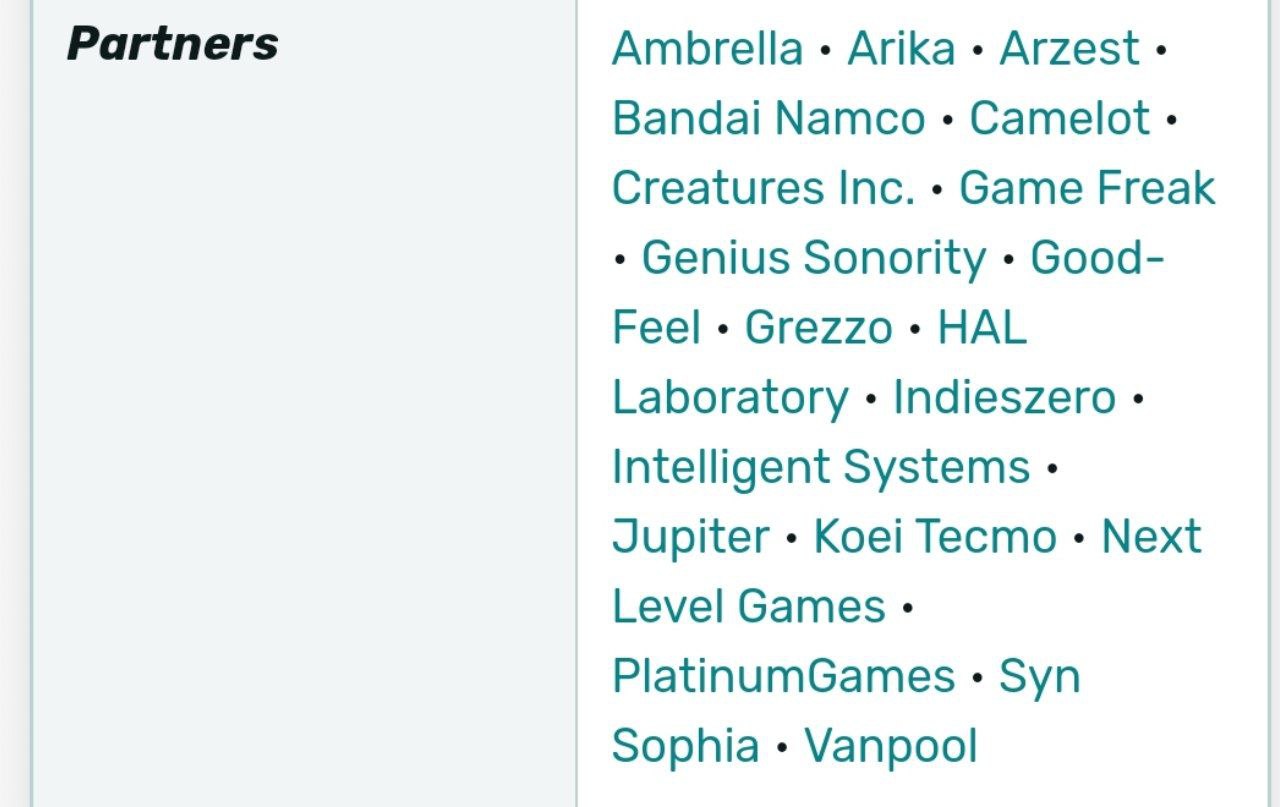 Partners
Ambrella • Arika • Arzest •
Bandai Namco • Camelot •
Creatures Inc. • Game Freak
• Genius Sonority • Good-
Feel • Grezzo • HAL
Laboratory • Indieszero •
Intelligent Systems •
Jupiter • Koei Tecmo • Next
Level Games •
PlatinumGames • Syn
Sophia • Vanpool